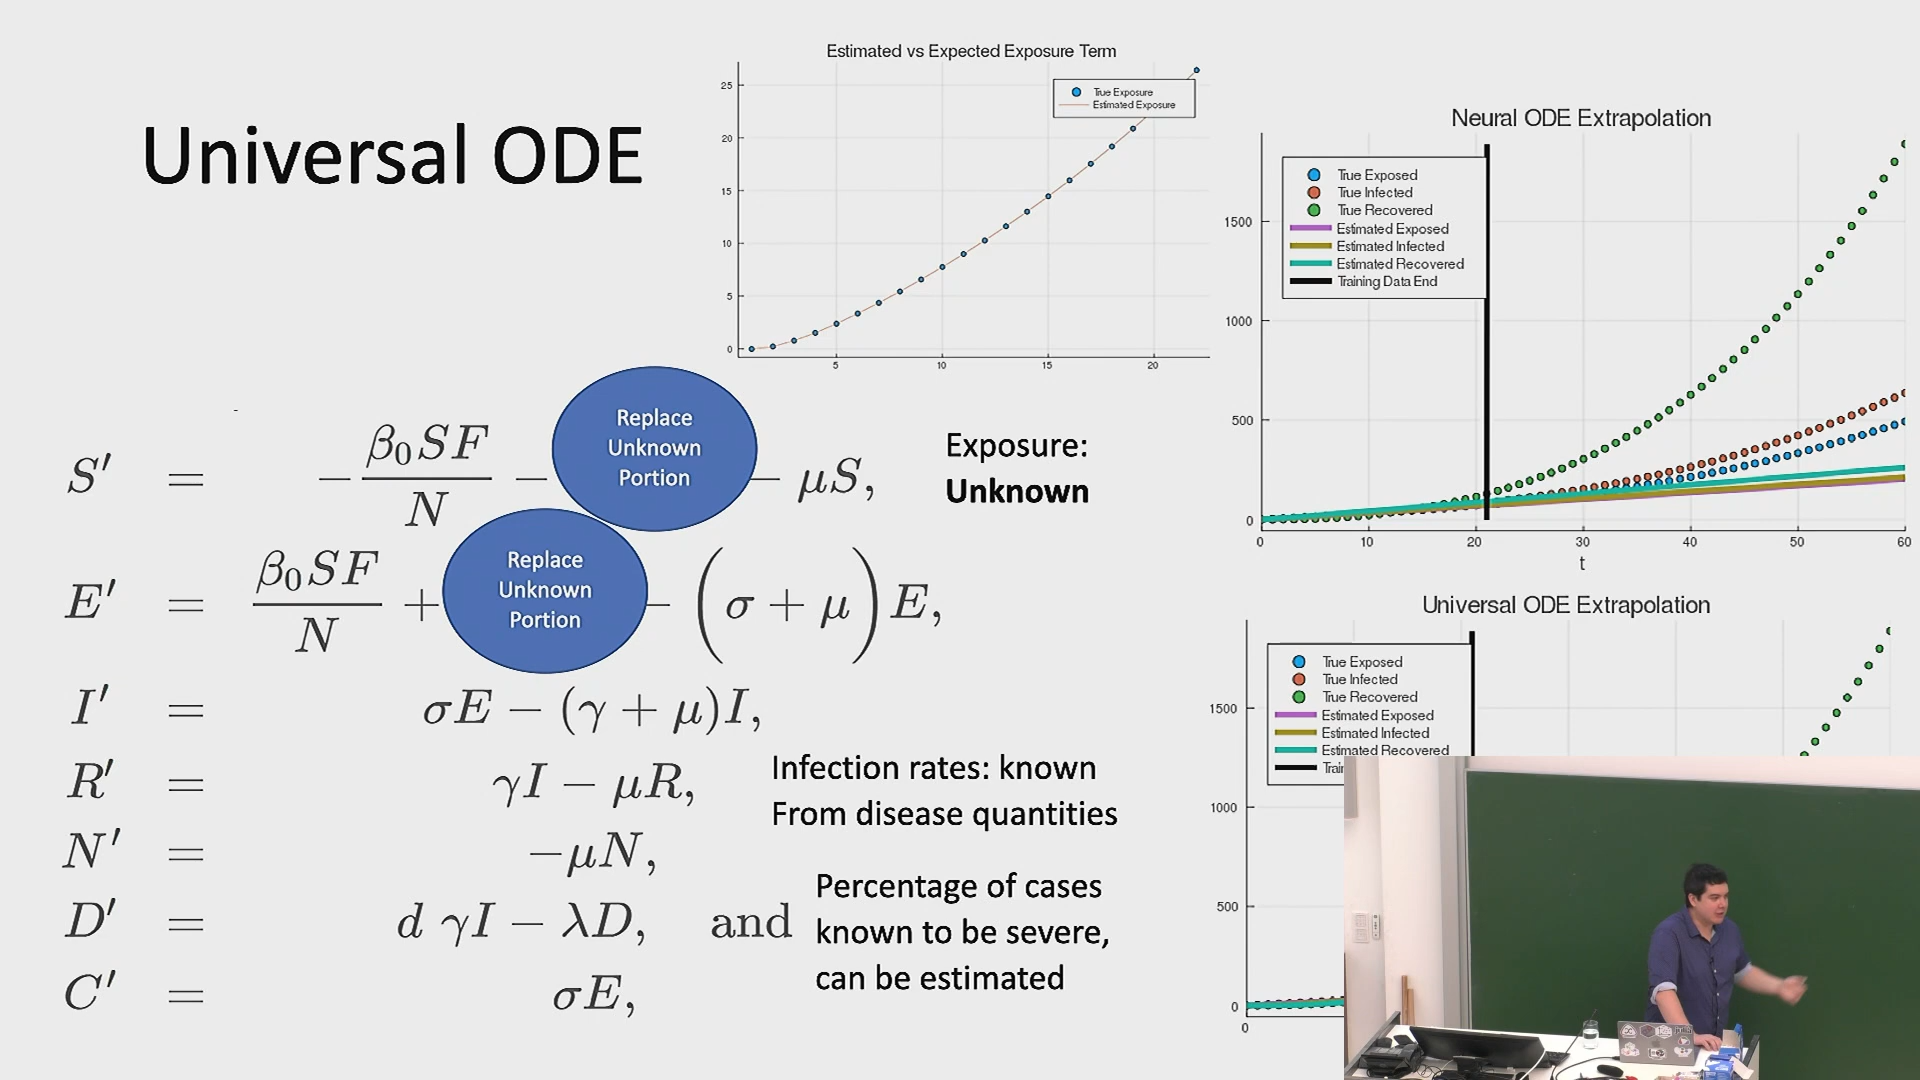 Universal ODE
Estimated vs Expected Exposure Term
True Exposure
Estimated Exposure
25
20
15
10
5
0
5 10 15 20
Neural ODE Extrapolation
True Exposed
True Infected
True Recovered
Estimated Exposed
Estimated Infected
Estimated Recovered
Training Data End
1500
1000
500
0
0 10 20 30 40 50 60
t
S′ = −β₀SF/N − Replace Unknown Portion − μS,
Exposure:
Unknown
E′ = β₀SF/N + Replace Unknown Portion − (σ + μ)E,
I′ = σE − (γ + μ)I,
R′ = γI − μR,
N′ = −μN,
D′ = d γI − λD, and
C′ = σE,
Infection rates: known
From disease quantities
Percentage of cases
known to be severe,
can be estimated
Universal ODE Extrapolation
True Exposed
True Infected
True Recovered
Estimated Exposed
Estimated Infected
Estimated Recovered
1500
1000
500
0
0